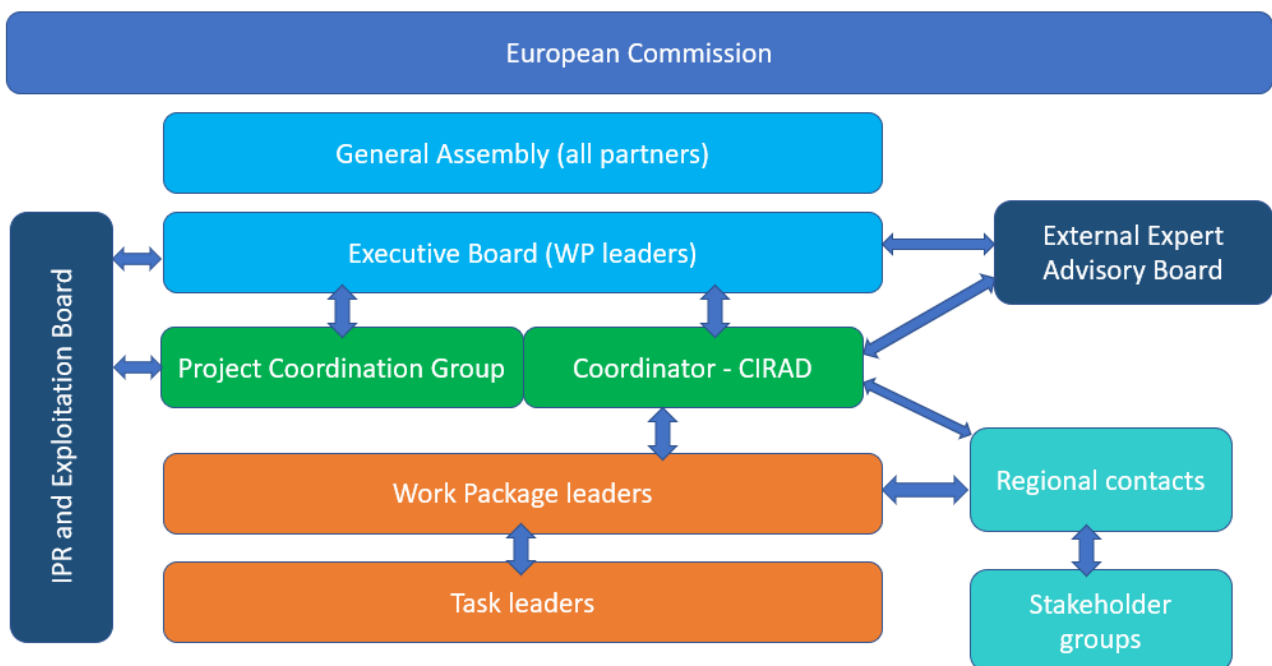 European Commission
General Assembly (all partners)
IPR and Exploitation Board
Executive Board (WP leaders)
External Expert
Advisory Board
Project Coordination Group
Coordinator - CIRAD
Work Package leaders
Regional contacts
Task leaders
Stakeholder
groups